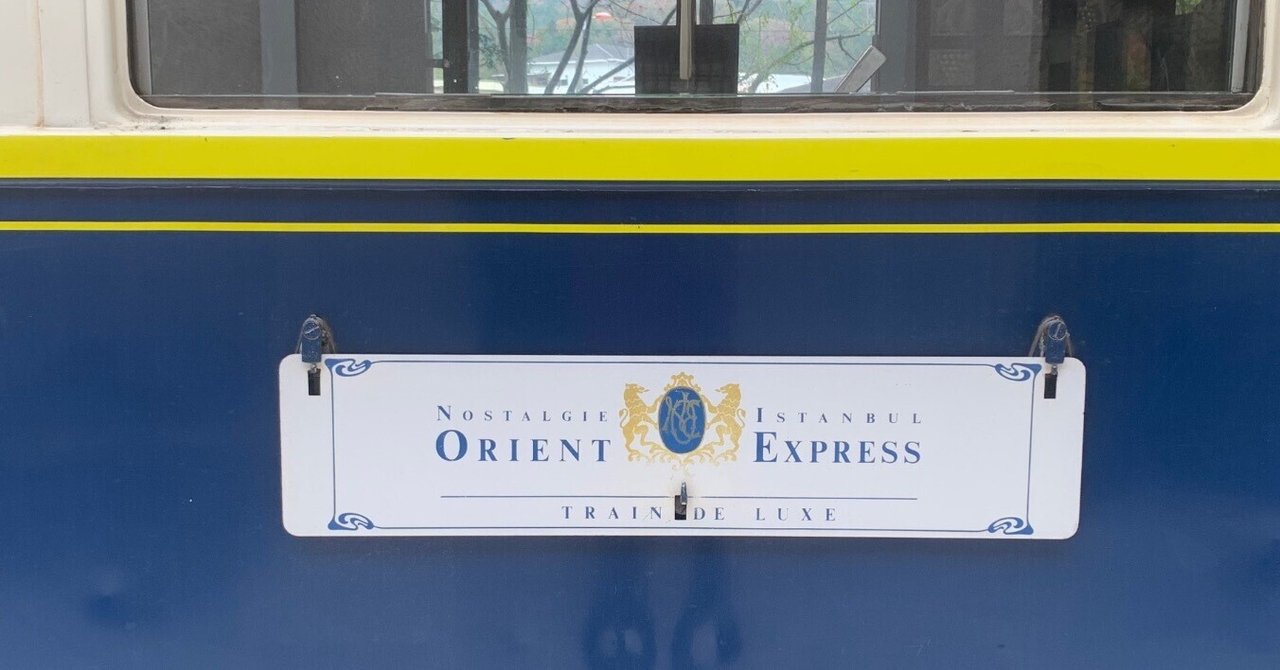 NOSTALGIE ISTANBUL
ORIENT EXPRESS
TRAIN DE LUXE